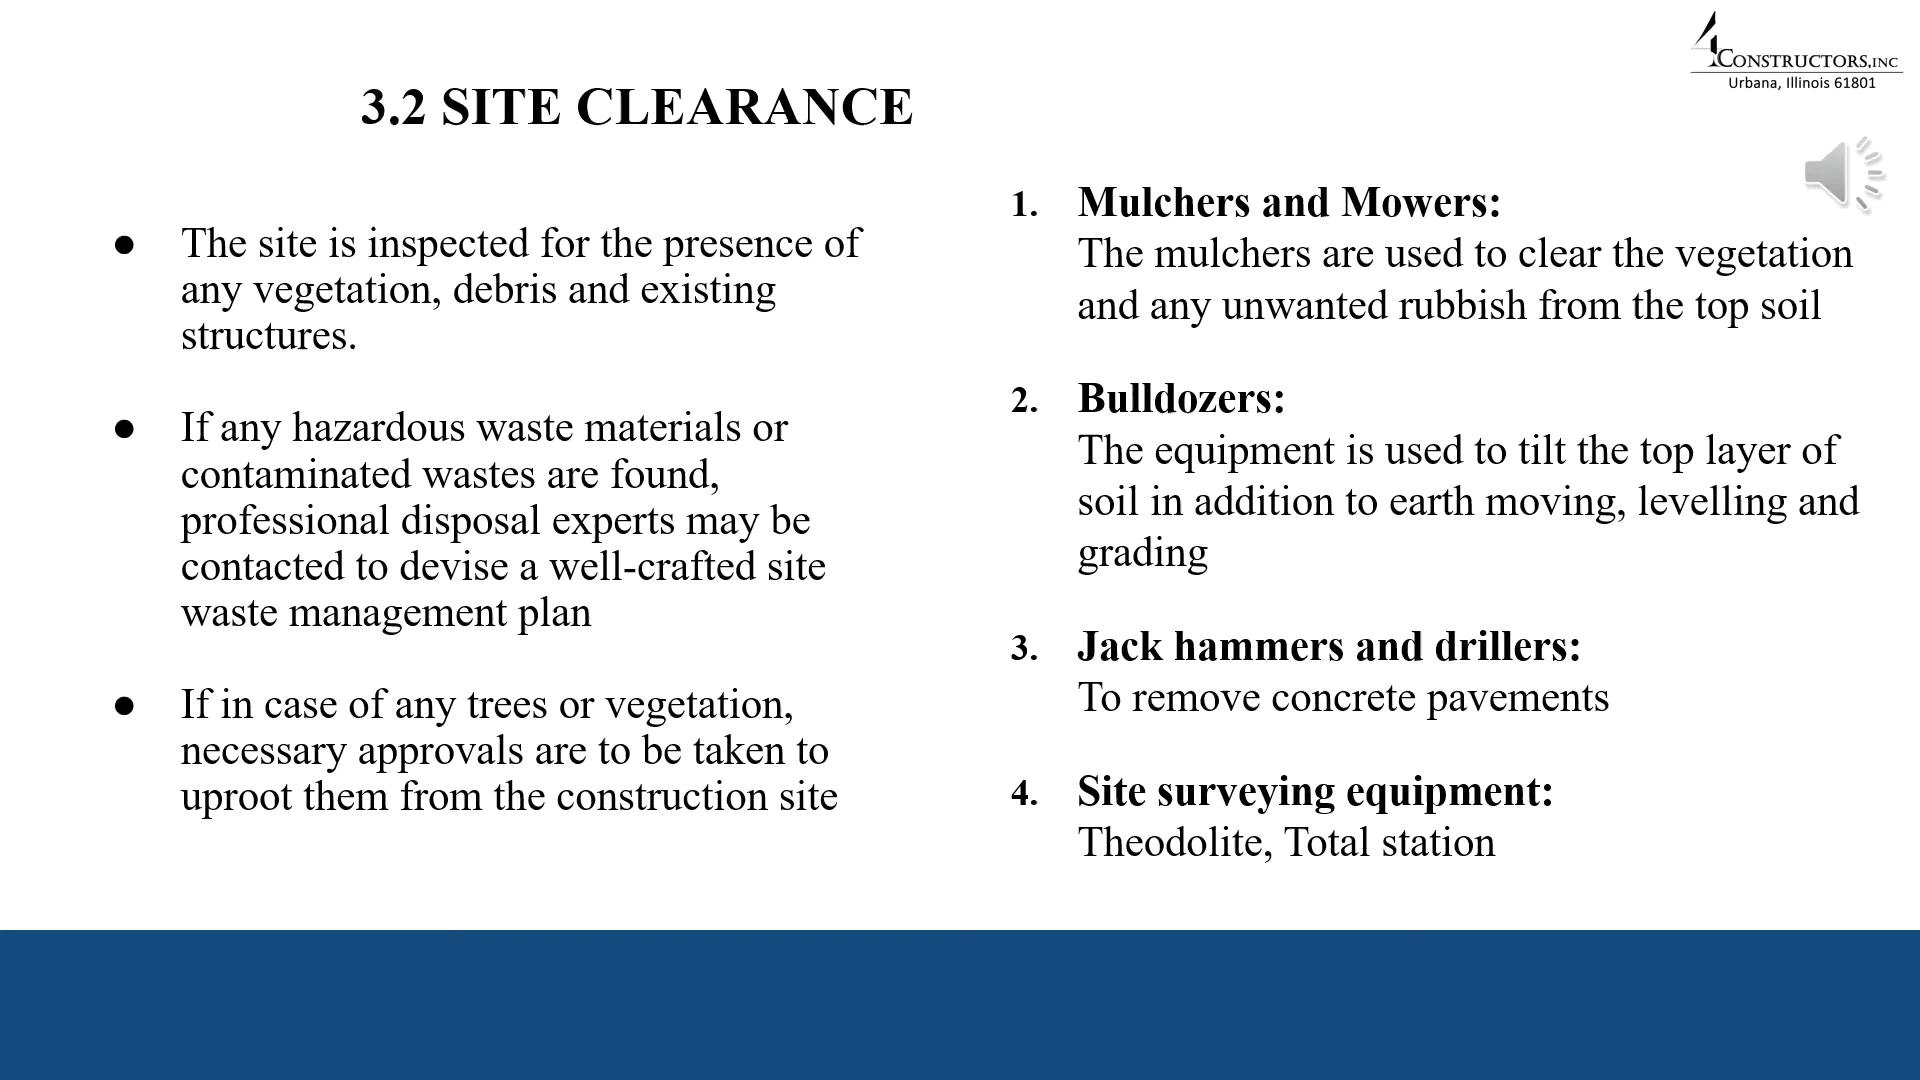 4CONSTRUCTORS,INC
Urbana, Illinois 61801
3.2 SITE CLEARANCE
● The site is inspected for the presence of
any vegetation, debris and existing
structures.
● If any hazardous waste materials or
contaminated wastes are found,
professional disposal experts may be
contacted to devise a well-crafted site
waste management plan
● If in case of any trees or vegetation,
necessary approvals are to be taken to
uproot them from the construction site
1. Mulchers and Mowers:
The mulchers are used to clear the vegetation
and any unwanted rubbish from the top soil
2. Bulldozers:
The equipment is used to tilt the top layer of
soil in addition to earth moving, levelling and
grading
3. Jack hammers and drillers:
To remove concrete pavements
4. Site surveying equipment:
Theodolite, Total station